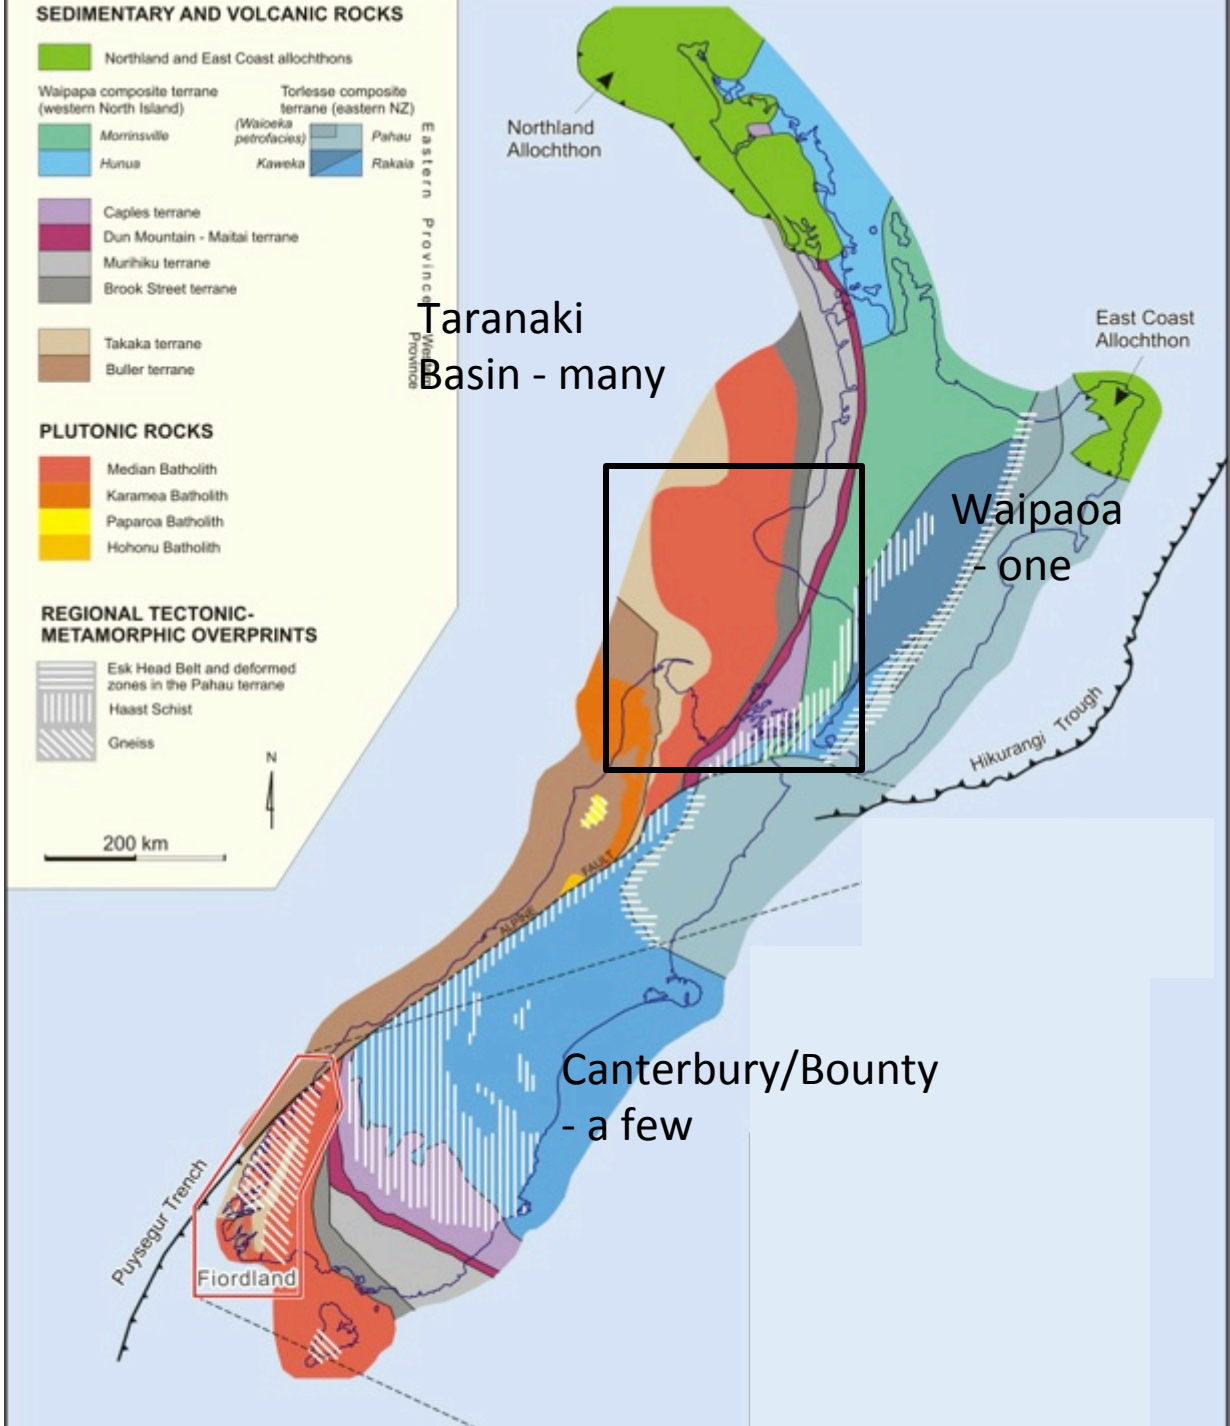 SEDIMENTARY AND VOLCANIC ROCKS
Northland and East Coast allochthons
Waipapa composite terrane
(western North Island)
Morrinsville
Hunua
Torlesse composite
terrane (eastern NZ)
(Waioeka
petrofacies)
Pahau
Kaweka
Rakaia
Eastern Province
Caples terrane
Dun Mountain - Maitai terrane
Murihiku terrane
Brook Street terrane
Takaka terrane
Buller terrane
Western
Province
PLUTONIC ROCKS
Median Batholith
Karamea Batholith
Paparoa Batholith
Hohonu Batholith
REGIONAL TECTONIC-
METAMORPHIC OVERPRINTS
Esk Head Belt and deformed
zones in the Pahau terrane
Haast Schist
Gneiss
N
200 km
Northland
Allochthon
Taranaki
Basin - many
East Coast
Allochthon
Waipaoa
- one
Hikurangi Trough
ALPINE FAULT
Canterbury/Bounty
- a few
Puysegur Trench
Fiordland